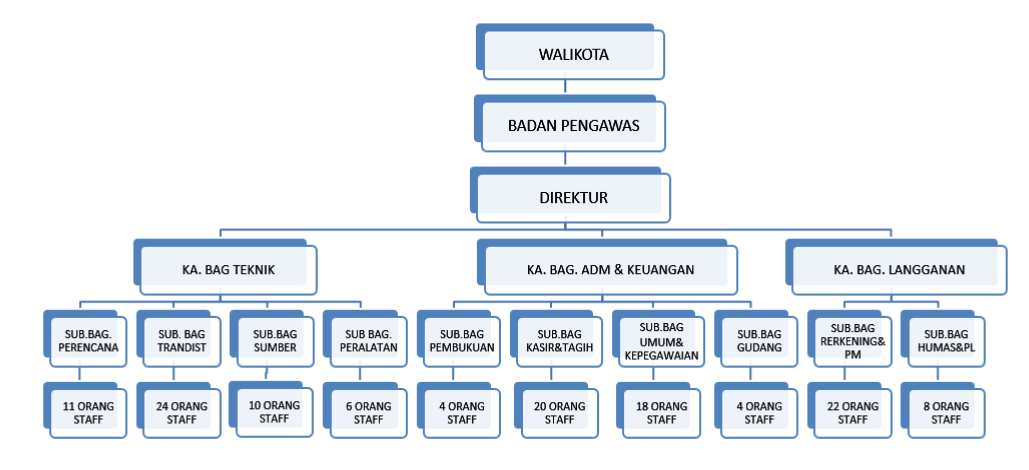 WALIKOTA
BADAN PENGAWAS
DIREKTUR
KA. BAG TEKNIK
KA. BAG. ADM & KEUANGAN
KA. BAG. LANGGANAN
SUB.BAG.
PERENCANA
SUB. BAG
TRANDIST
SUB.BAG
SUMBER
SUB BAG.
PERALATAN
SUB.BAG
PEMBUKUAN
SUB.BAG
KASIR&TAGIH
SUB.BAG
UMUM&
KEPEGAWAIAN
SUB.BAG
GUDANG
SUB.BAG
RERKENING&
PM
SUB.BAG
HUMAS&PL
11 ORANG
STAFF
24 ORANG
STAFF
10 ORANG
STAFF
6 ORANG
STAFF
4 ORANG
STAFF
20 ORANG
STAFF
18 ORANG
STAFF
4 ORANG
STAFF
22 ORANG
STAFF
8 ORANG
STAFF